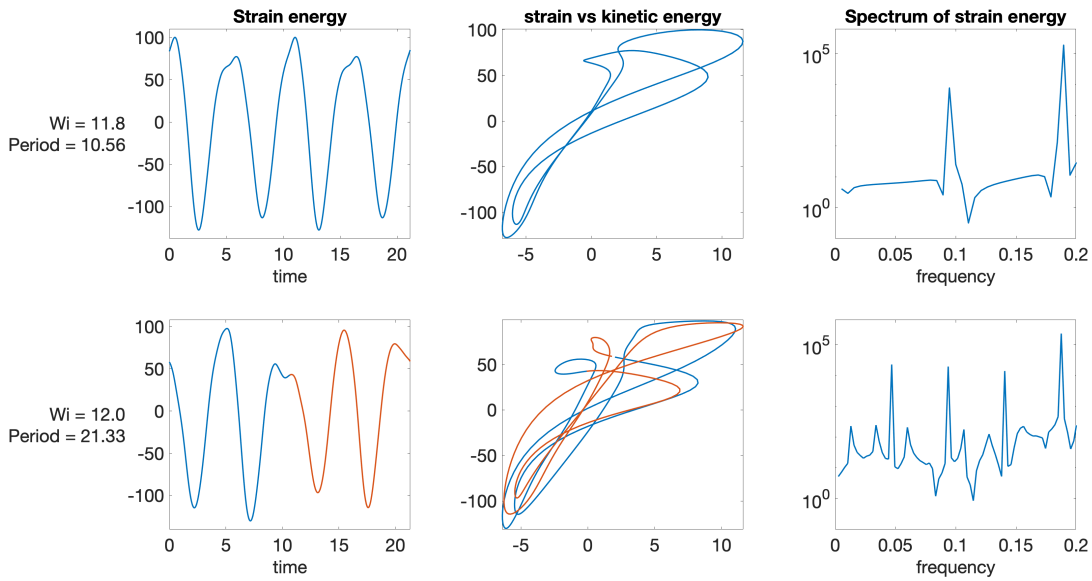 Strain energy
strain vs kinetic energy
Spectrum of strain energy
Wi = 11.8
Period = 10.56
100
50
0
-50
-100
0 5 10 15 20
time
100
50
0
-50
-100
-5 0 5 10
10^5
10^0
0 0.05 0.1 0.15 0.2
frequency
Wi = 12.0
Period = 21.33
100
50
0
-50
-100
0 5 10 15 20
time
50
0
-50
-100
-5 0 5 10
10^5
10^0
0 0.05 0.1 0.15 0.2
frequency